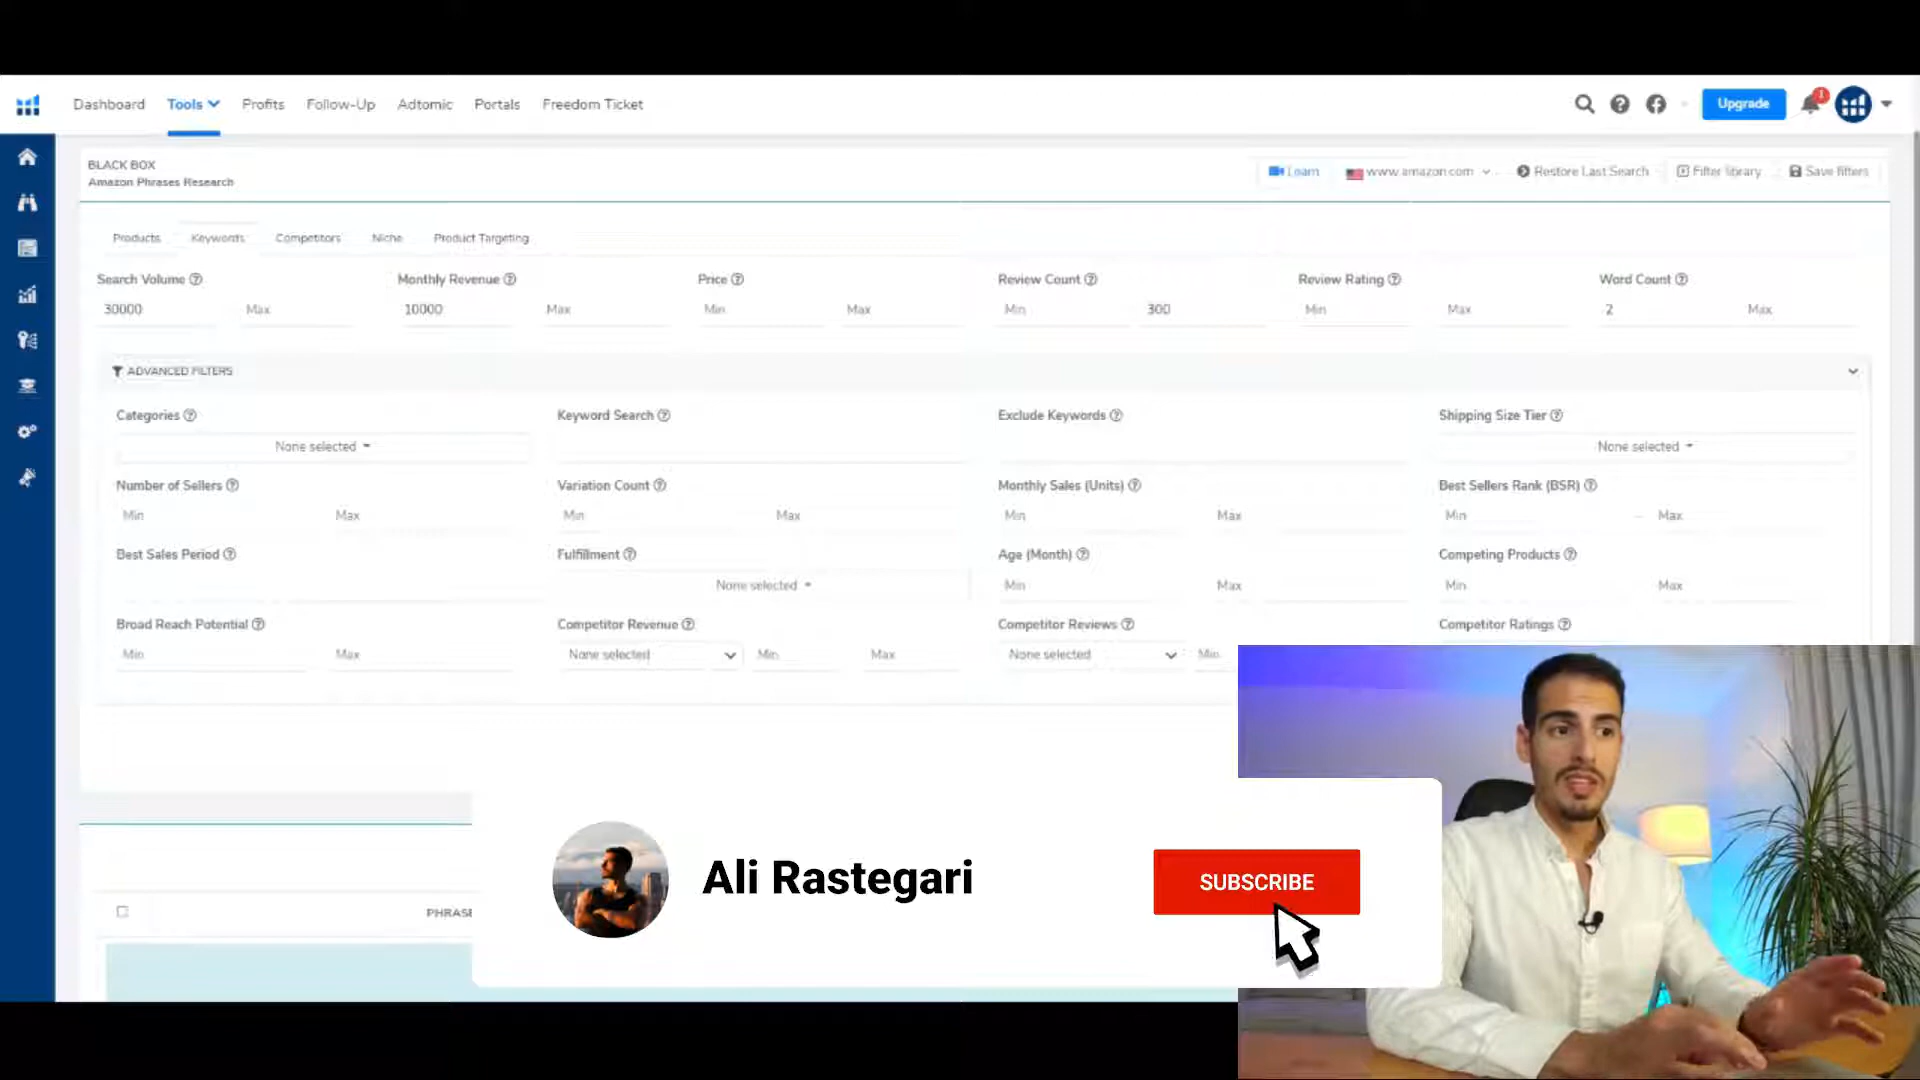 Dashboard Tools Profits Follow-Up Adtomic Portals Freedom Ticket Upgrade 1
BLACK BOX
Amazon Phrases Research
Learn www.amazon.com Restore Last Search Filter library Save filters
Products Keywords Competitors Niche Product Targeting
Search Volume Monthly Revenue Price Review Count Review Rating Word Count
30000 Max 10000 Max Min Max Min 300 Min Max 2 Max
ADVANCED FILTERS
Categories Keyword Search Exclude Keywords Shipping Size Tier
None selected None selected
Number of Sellers Variation Count Monthly Sales (Units) Best Sellers Rank (BSR)
Min Max Min Max Min Max Min Max
Best Sales Period Fulfillment Age (Month) Competing Products
None selected Min Max Min Max
Broad Reach Potential Competitor Revenue Competitor Reviews Competitor Ratings
Min Max None selected Min Max None selected Min
Ali Rastegari SUBSCRIBE
PHRASE